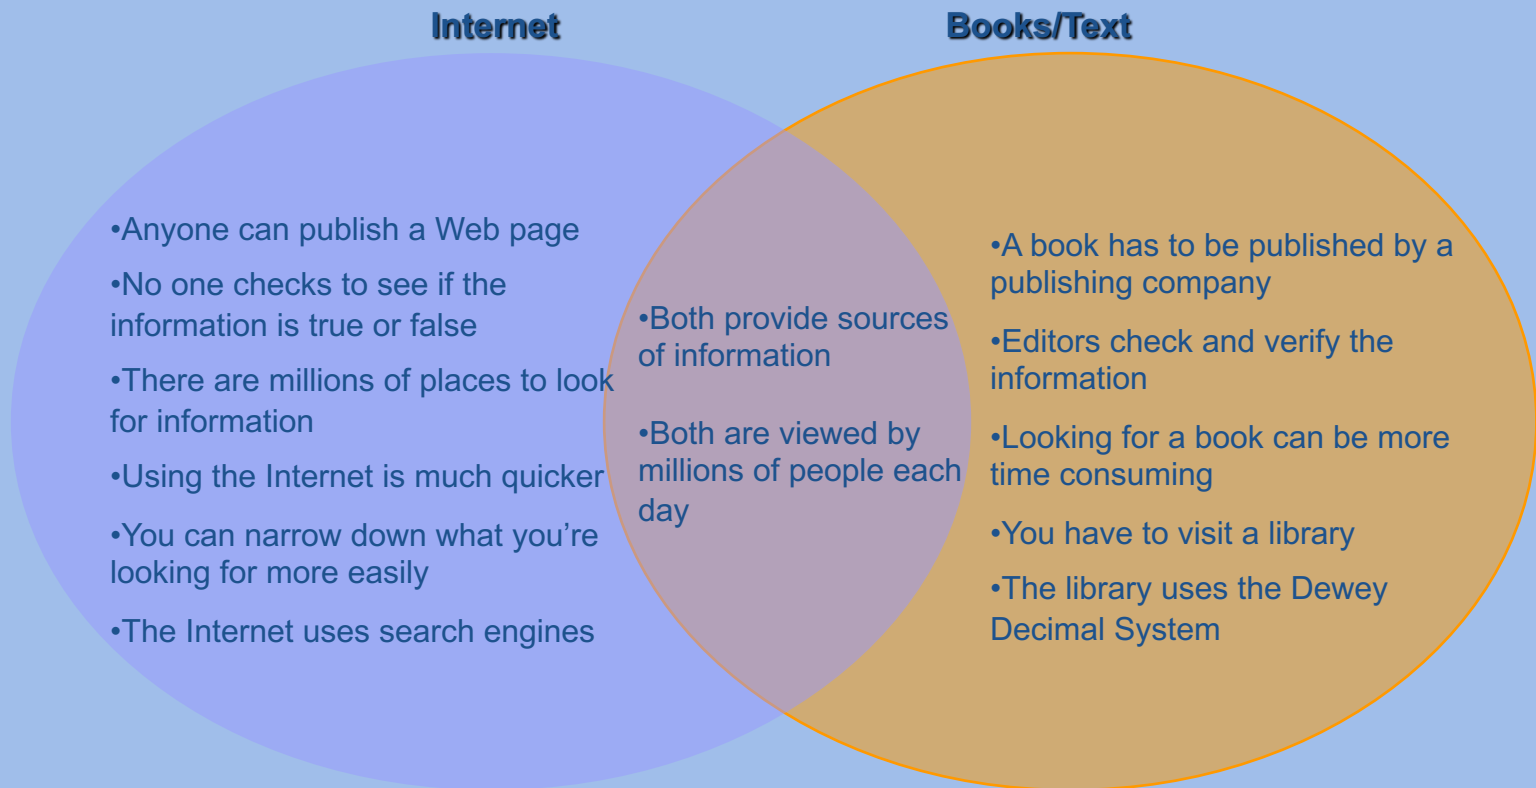 Internet
Books/Text
•Anyone can publish a Web page
•No one checks to see if the
information is true or false
•There are millions of places to look
for information
•Using the Internet is much quicker
•You can narrow down what you’re
looking for more easily
•The Internet uses search engines
•Both provide sources
of information
•Both are viewed by
millions of people each
day
•A book has to be published by a
publishing company
•Editors check and verify the
information
•Looking for a book can be more
time consuming
•You have to visit a library
•The library uses the Dewey
Decimal System